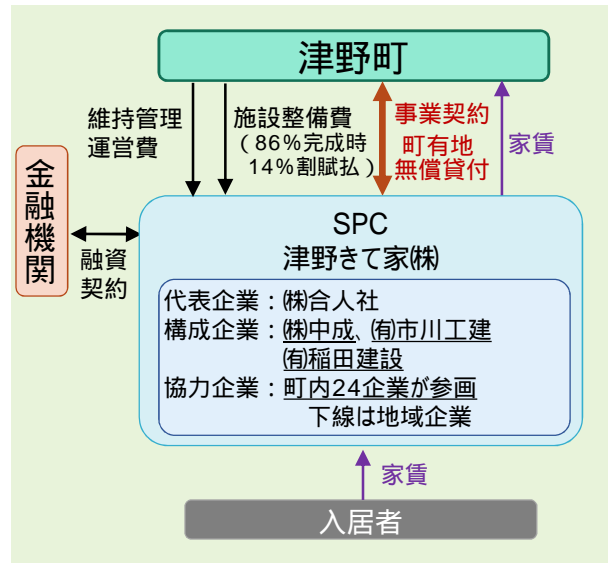 津野町
維持管理
運営費
施設整備費
(86%完成時
14%割賦払)
事業契約
町有地
無償貸付
家賃
金融機関
融資
契約
SPC
津野きて家㈱
代表企業：㈱合人社
構成企業：㈱中成、㈲市川工建
㈲稲田建設
協力企業：町内24企業が参画
下線は地域企業
家賃
入居者